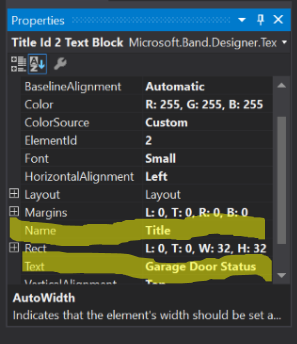 Properties
Title Id 2 Text Block Microsoft.Band.Designer.Tex
BaselineAlignment Automatic
Color R: 255, G: 255, B: 255
ColorSource Custom
ElementId 2
Font Small
HorizontalAlignment Left
Layout Layout
Margins L: 0, T: 0, R: 0, B: 0
Name Title
Rect L: 0, T: 0, W: 32, H: 32
Text Garage Door Status
VerticalAlignment Top
AutoWidth
Indicates that the element's width should be set a...